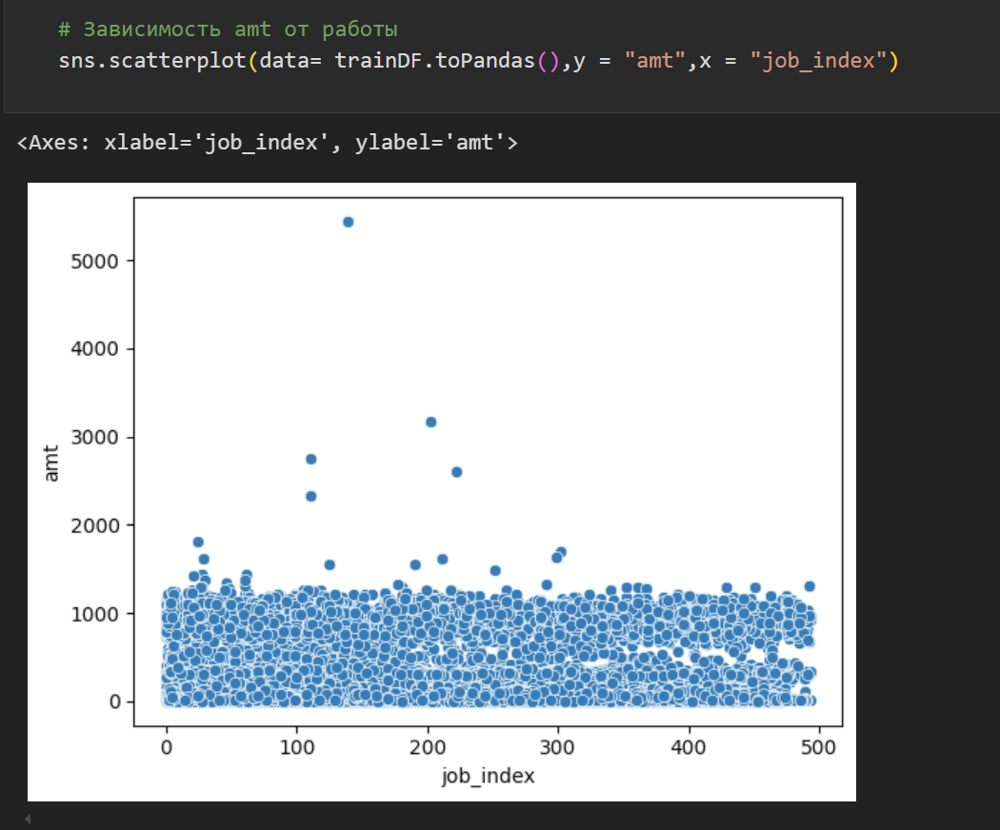 # Зависимость amt от работы
sns.scatterplot(data= trainDF.toPandas(),y = "amt",x = "job_index")
<Axes: xlabel='job_index', ylabel='amt'>
5000
4000
3000
2000
1000
0
amt
0 100 200 300 400 500
job_index